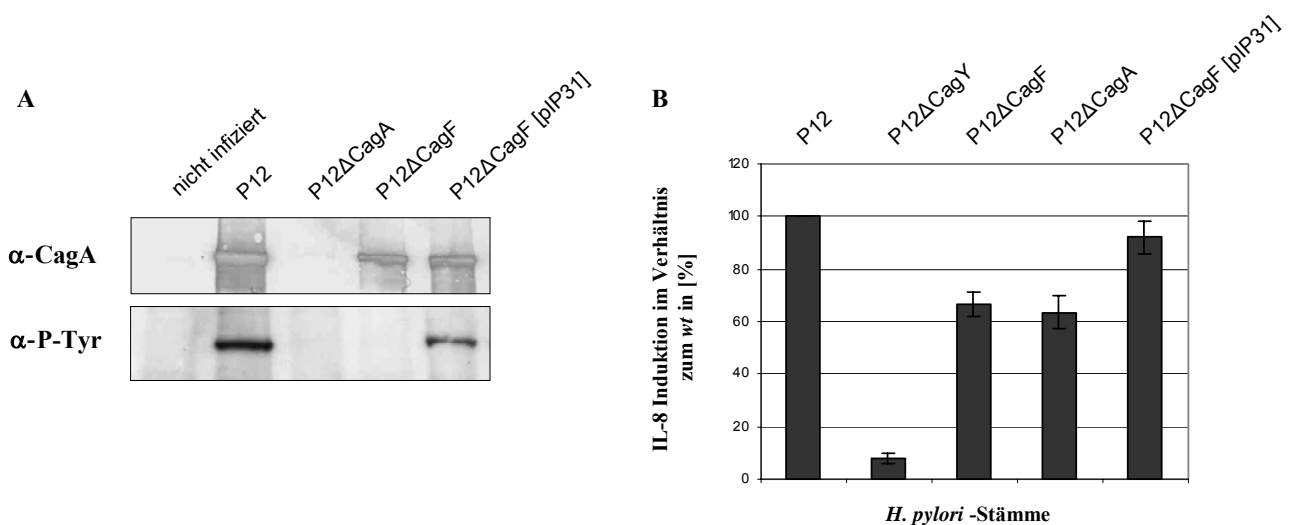 A
nicht infiziert
P12
P12ΔCagA
P12ΔCagF
P12ΔCagF [pIP31]
α-CagA
α-P-Tyr
B
P12
P12ΔCagY
P12ΔCagF
P12ΔCagA
P12ΔCagF [pIP31]
IL-8 Induktion im Verhältnis
zum wt in [%]
120
100
80
60
40
20
0
H. pylori -Stämme